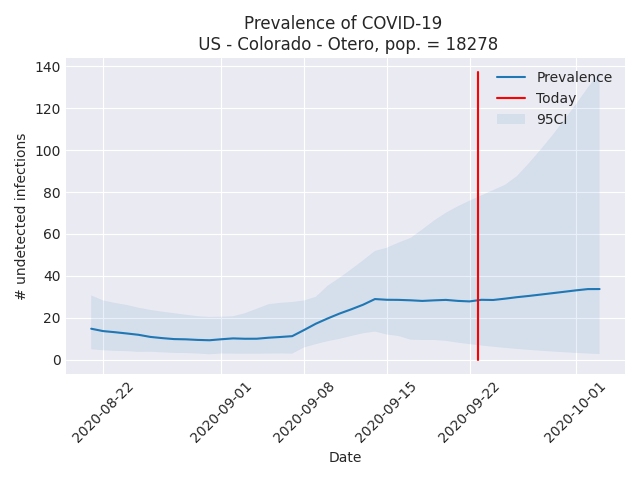 Prevalence of COVID-19
US - Colorado - Otero, pop. = 18278
140
120
100
80
60
40
20
0
# undetected infections
Prevalence
Today
95CI
2020-08-22
2020-09-01
2020-09-08
2020-09-15
2020-09-22
2020-10-01
Date